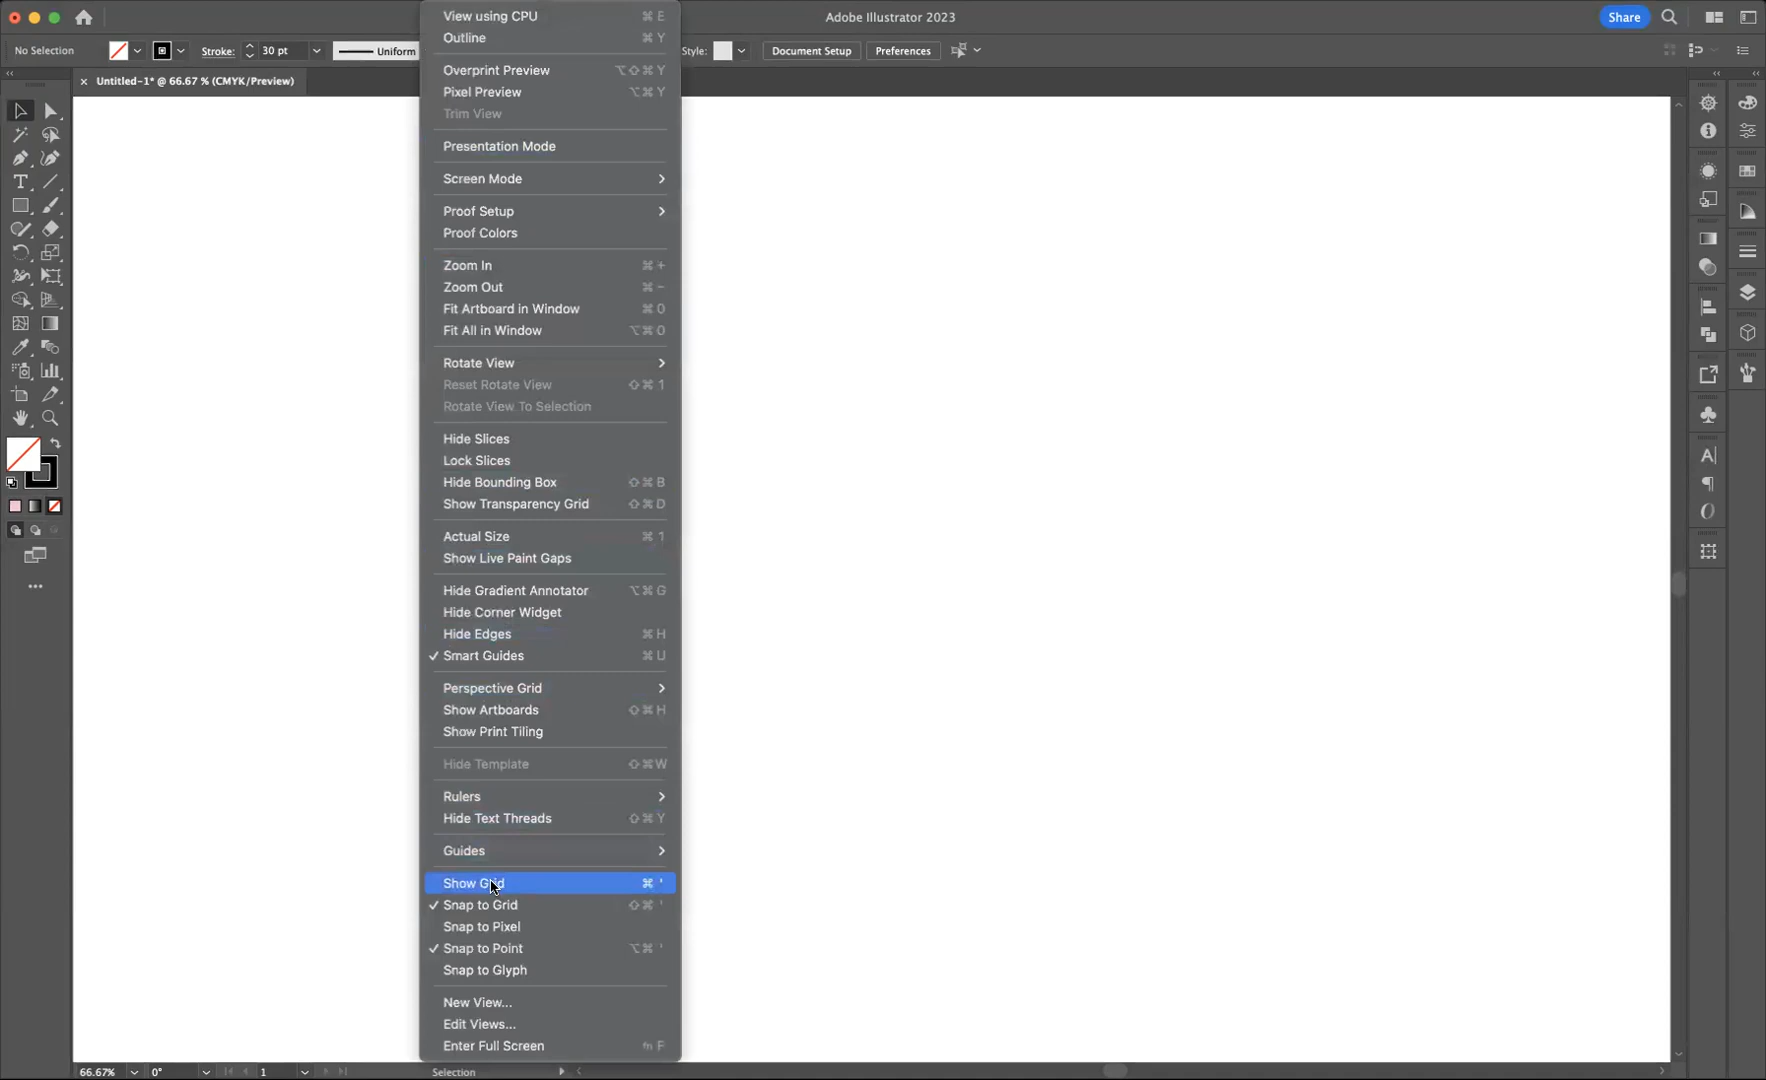 Adobe Illustrator 2023
Share
No Selection
Stroke:
30 pt
Uniform
Style:
Document Setup
Preferences
× Untitled-1* @ 66.67 % (CMYK/Preview)
View using CPU ⌘ E
Outline ⌘ Y
Overprint Preview ⌥⇧⌘ Y
Pixel Preview ⌥⌘ Y
Trim View
Presentation Mode
Screen Mode
Proof Setup
Proof Colors
Zoom In ⌘ +
Zoom Out ⌘ −
Fit Artboard in Window ⌘ 0
Fit All in Window ⌥⌘ 0
Rotate View
Reset Rotate View ⇧⌘ 1
Rotate View To Selection
Hide Slices
Lock Slices
Hide Bounding Box ⇧⌘ B
Show Transparency Grid ⇧⌘ D
Actual Size ⌘ 1
Show Live Paint Gaps
Hide Gradient Annotator ⌥⌘ G
Hide Corner Widget
Hide Edges ⌘ H
✓ Smart Guides ⌘ U
Perspective Grid
Show Artboards ⇧⌘ H
Show Print Tiling
Hide Template ⇧⌘ W
Rulers
Hide Text Threads ⇧⌘ Y
Guides
Show Grid ⌘ '
✓ Snap to Grid ⇧⌘ '
Snap to Pixel
✓ Snap to Point ⌥⌘ '
Snap to Glyph
New View...
Edit Views...
Enter Full Screen fn F
66.67%
0°
1
Selection